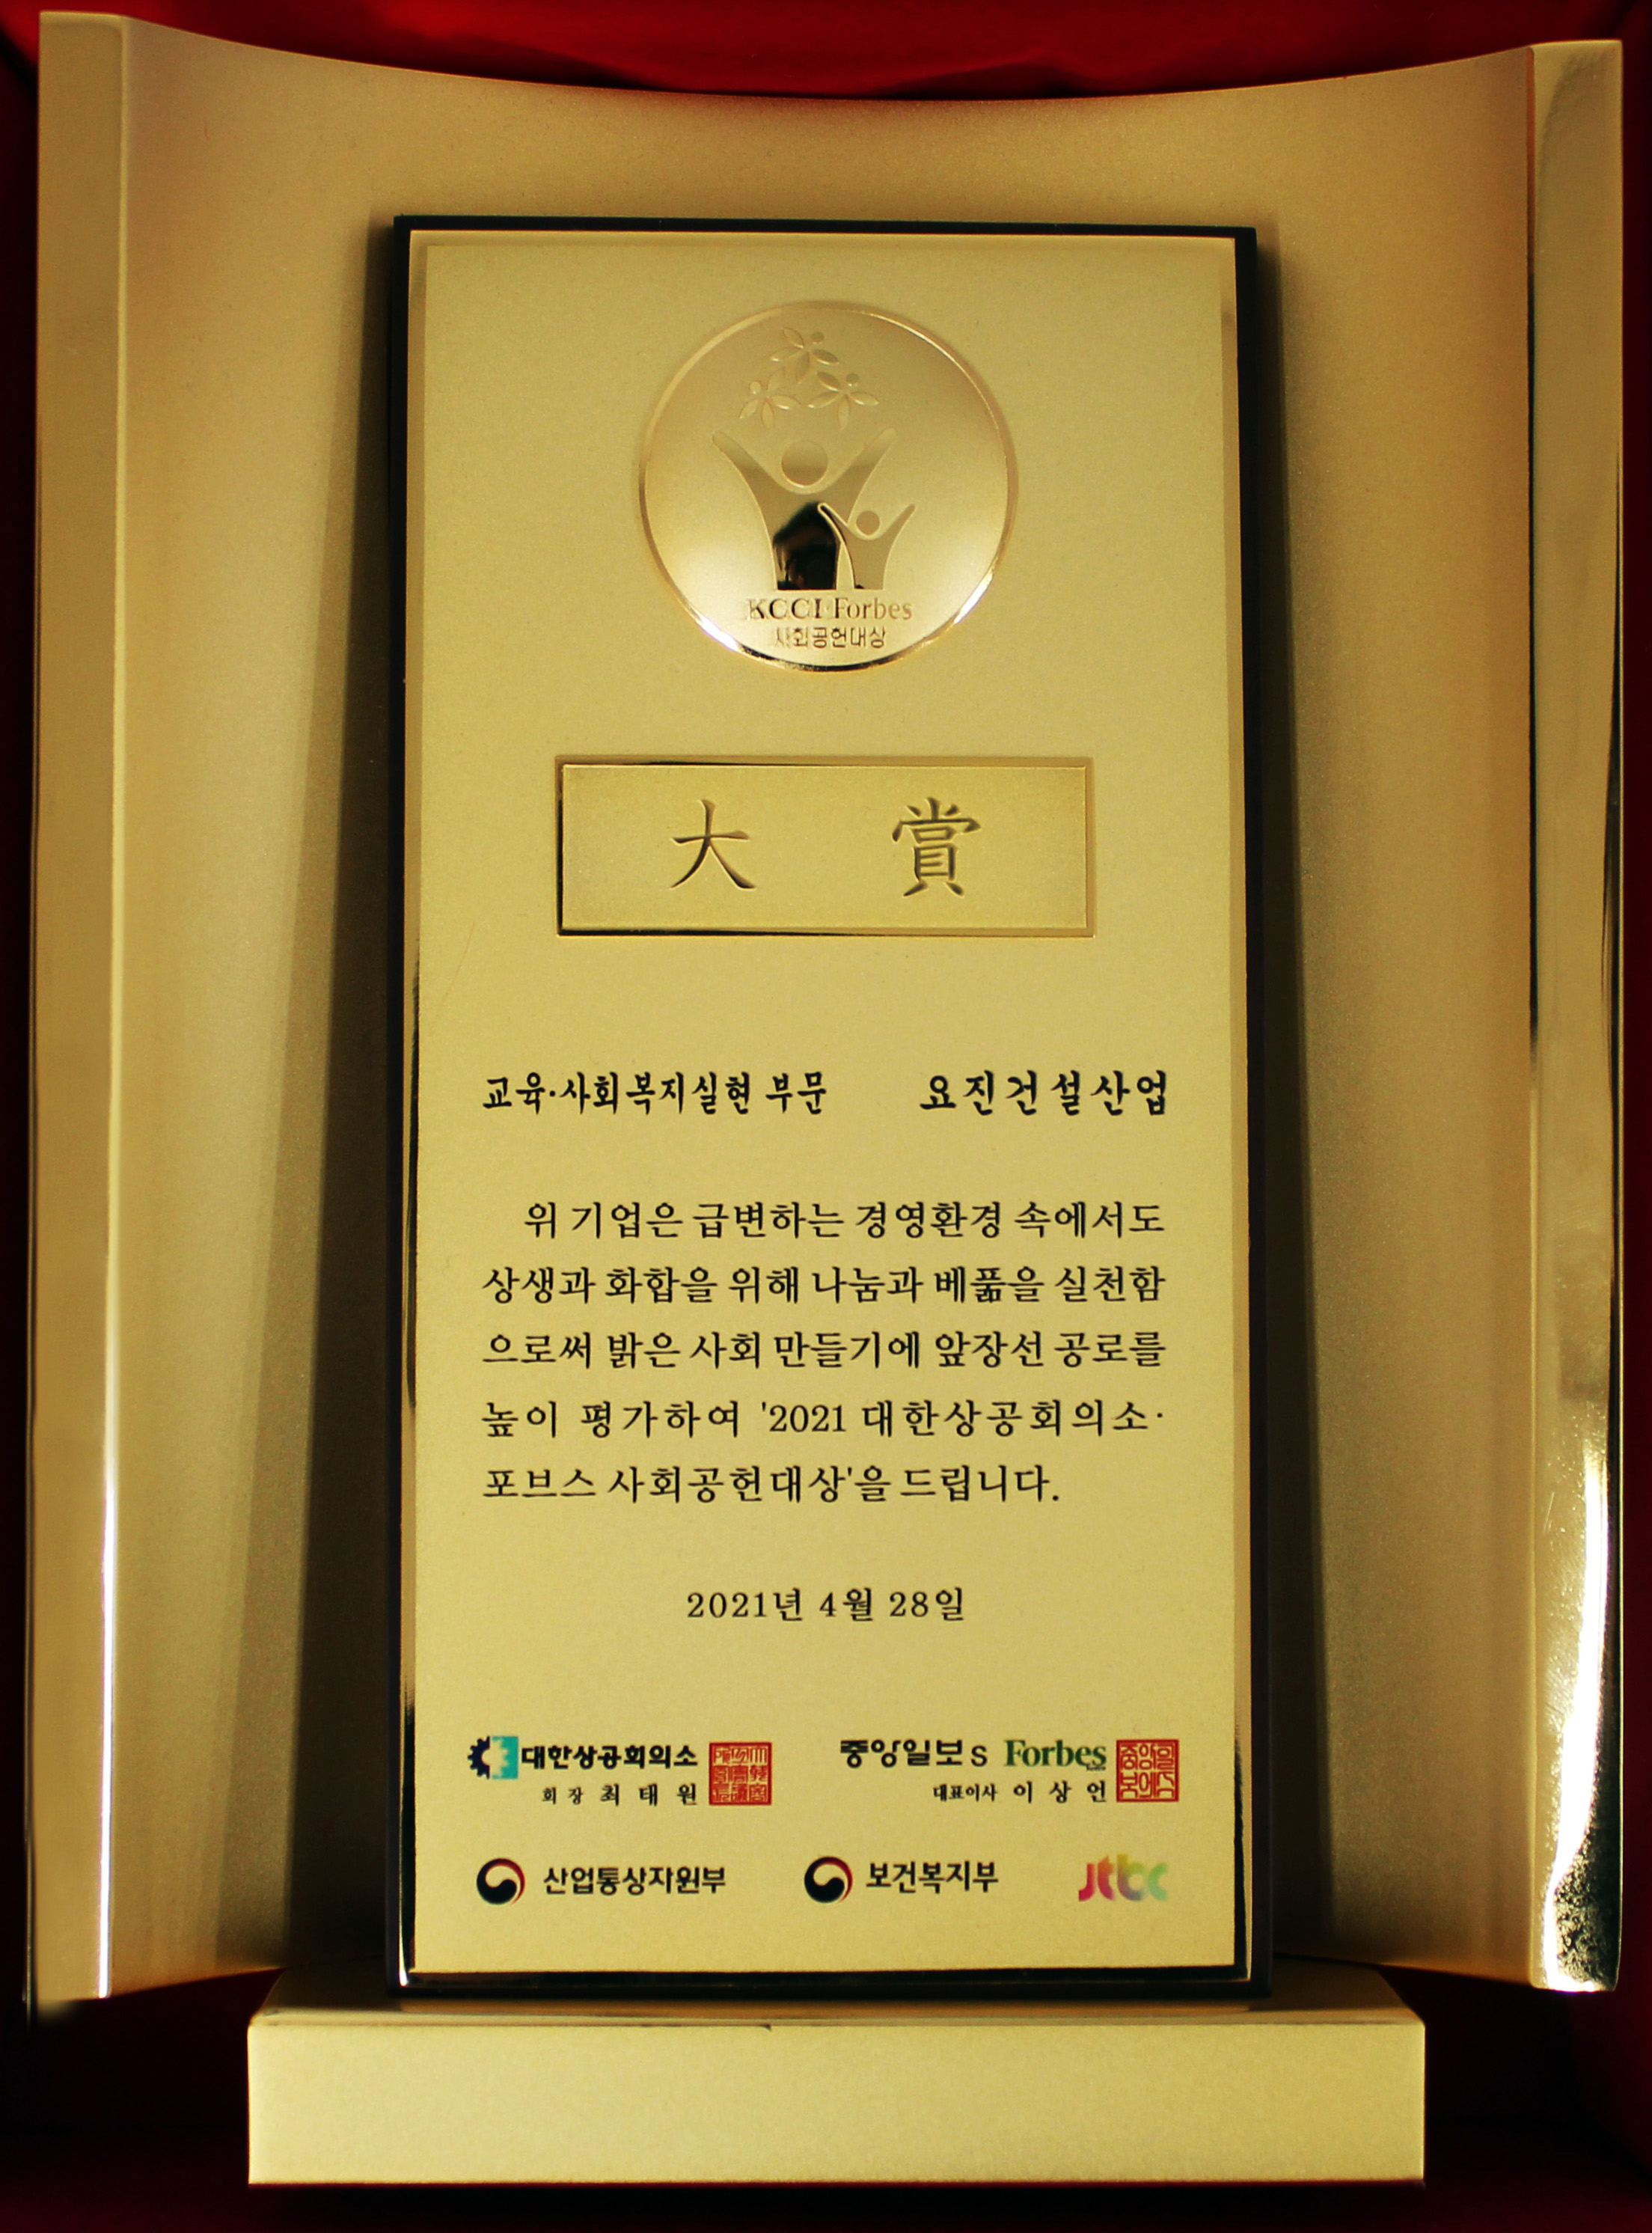 KCCI·Forbes
사회공헌대상
大 賞
교육·사회복지실현 부문 요진건설산업
위 기업은 급변하는 경영환경 속에서도
상생과 화합을 위해 나눔과 베풂을 실천함
으로써 밝은 사회 만들기에 앞장선 공로를
높이 평가하여 '2021 대한상공회의소·
포브스 사회공헌대상'을 드립니다.
2021년 4월 28일
대한상공회의소 중앙일보S Forbes
회장 최태원 대표이사 이상언
산업통상자원부 보건복지부 jtbc